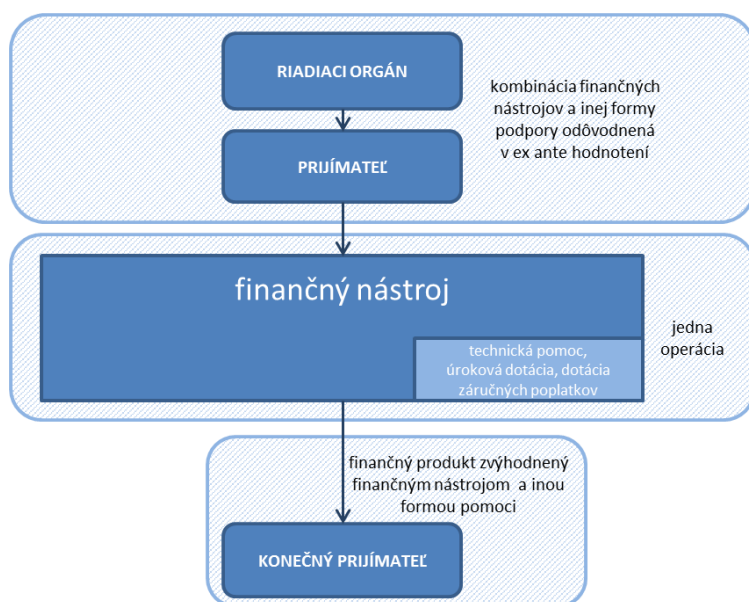 RIADIACI ORGÁN
kombinácia finančných
nástrojov a inej formy
podpory odôvodnená
v ex ante hodnotení
PRIJÍMATEĽ
finančný nástroj
jedna
operácia
technická pomoc,
úroková dotácia, dotácia
záručných poplatkov
finančný produkt zvýhodnený
finančným nástrojom a inou
formou pomoci
KONEČNÝ PRIJÍMATEĽ